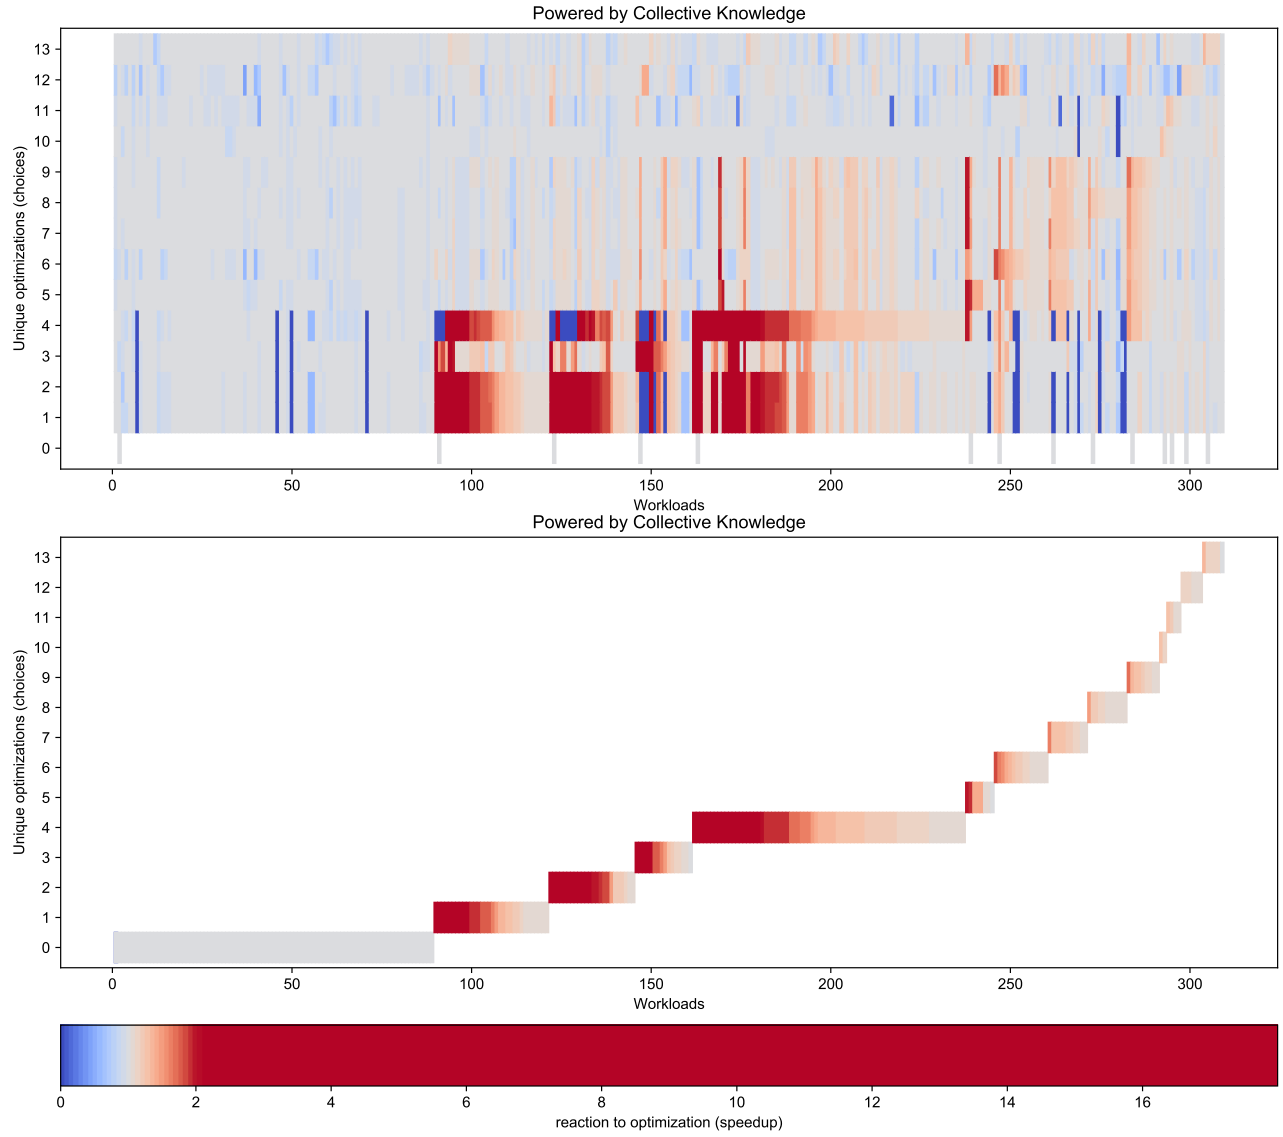 Powered by Collective Knowledge
Unique optimizations (choices)
13
12
11
10
9
8
7
6
5
4
3
2
1
0
0 50 100 150 200 250 300
Workloads
Powered by Collective Knowledge
Unique optimizations (choices)
13
12
11
10
9
8
7
6
5
4
3
2
1
0
0 50 100 150 200 250 300
Workloads
0 2 4 6 8 10 12 14 16
reaction to optimization (speedup)